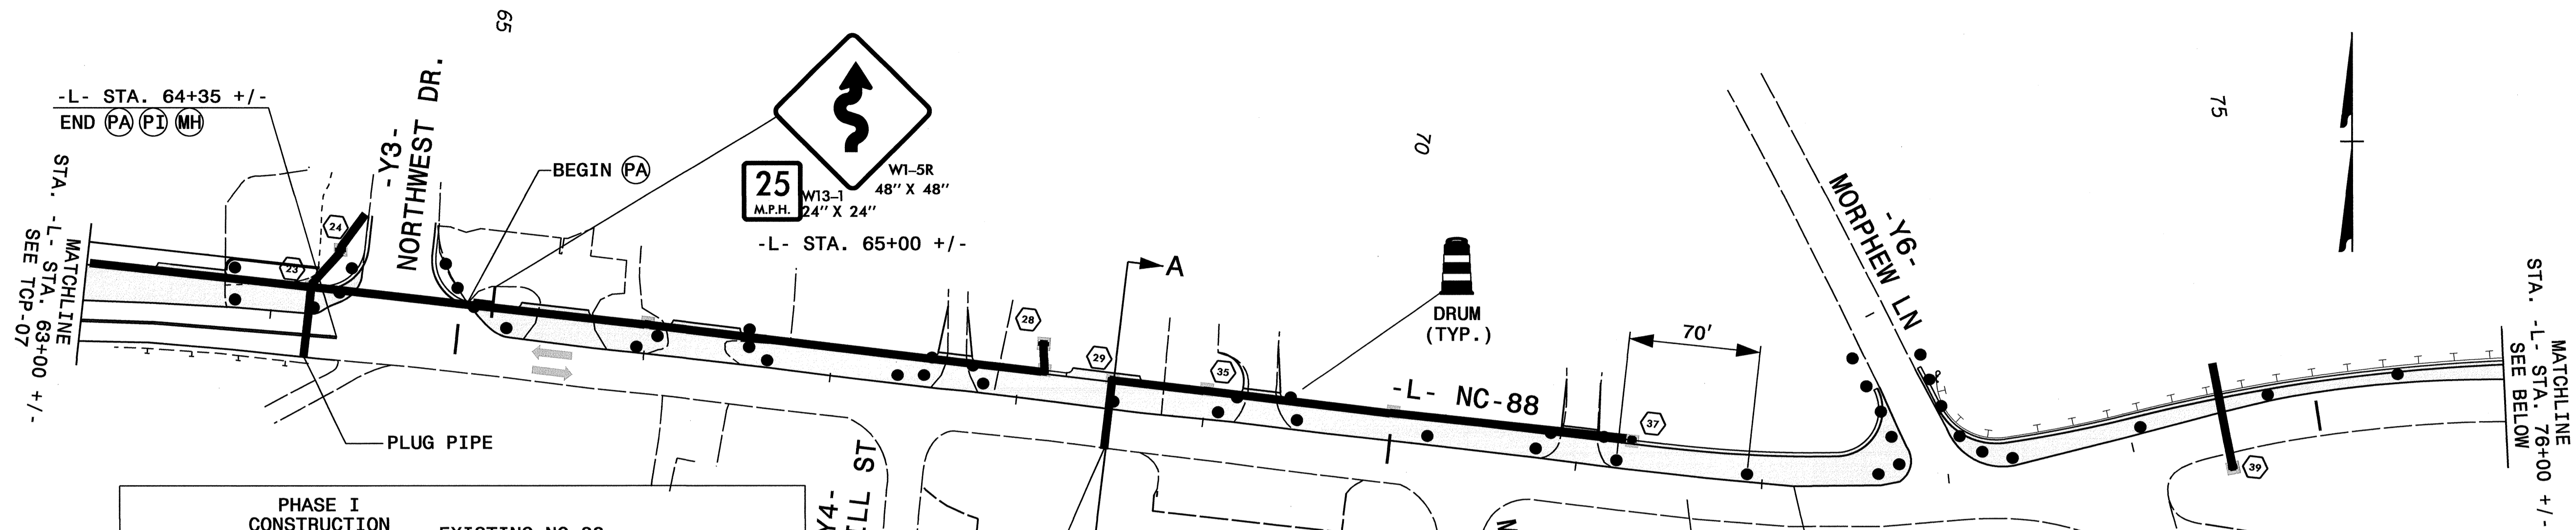 65
-L- STA. 64+35 +/-
END PA PI MH
-Y3-
NORTHWEST DR.
BEGIN PA
25
M.P.H.
W13-1
24" X 24"
W1-5R
48" X 48"
-L- STA. 65+00 +/-
70
75
MATCHLINE
STA. -L- STA. 63+00 +/-
SEE TCP-07
24
23
28
29
A
35
DRUM
(TYP.)
70'
-L- NC-88
37
-Y6-
MORPHEW LN
39
MATCHLINE
STA. -L- STA. 76+00 +/-
SEE BELOW
PLUG PIPE
PHASE I
CONSTRUCTION